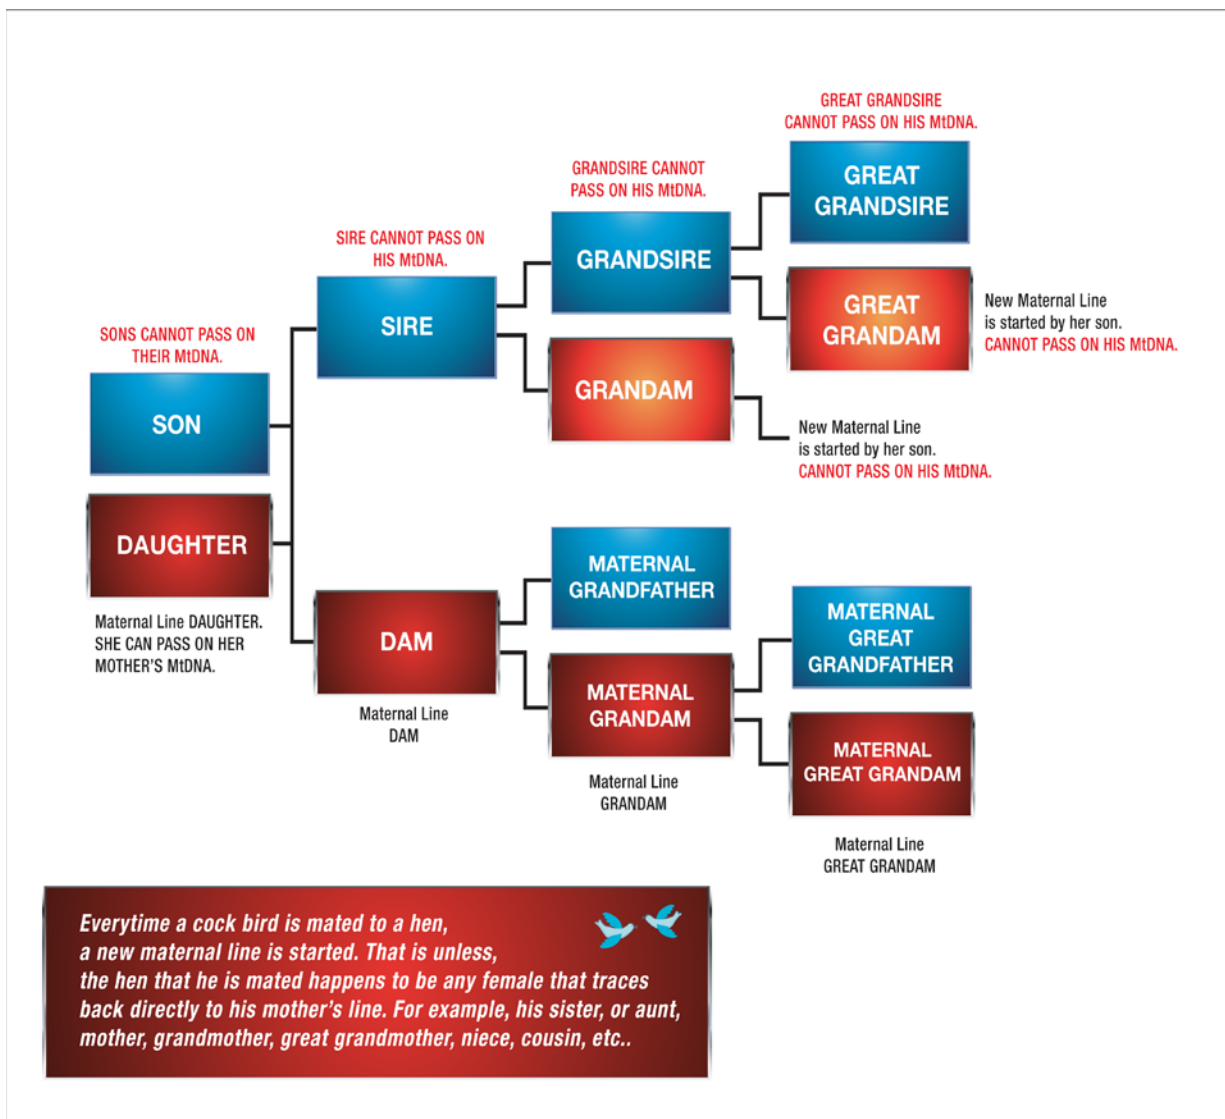 GREAT GRANDSIRE
CANNOT PASS ON HIS MtDNA.
GREAT
GRANDSIRE
GRANDSIRE CANNOT
PASS ON HIS MtDNA.
GRANDSIRE
SIRE CANNOT PASS ON
HIS MtDNA.
SIRE
GREAT
GRANDAM
New Maternal Line
is started by her son.
CANNOT PASS ON HIS MtDNA.
SONS CANNOT PASS ON
THEIR MtDNA.
SON
GRANDAM
New Maternal Line
is started by her son.
CANNOT PASS ON HIS MtDNA.
DAUGHTER
Maternal Line DAUGHTER.
SHE CAN PASS ON HER
MOTHER'S MtDNA.
MATERNAL
GRANDFATHER
DAM
Maternal Line
DAM
MATERNAL
GREAT
GRANDFATHER
MATERNAL
GRANDAM
Maternal Line
GRANDAM
MATERNAL
GREAT GRANDAM
Maternal Line
GREAT GRANDAM
Everytime a cock bird is mated to a hen,
a new maternal line is started. That is unless,
the hen that he is mated happens to be any female that traces
back directly to his mother's line. For example, his sister, or aunt,
mother, grandmother, great grandmother, niece, cousin, etc..